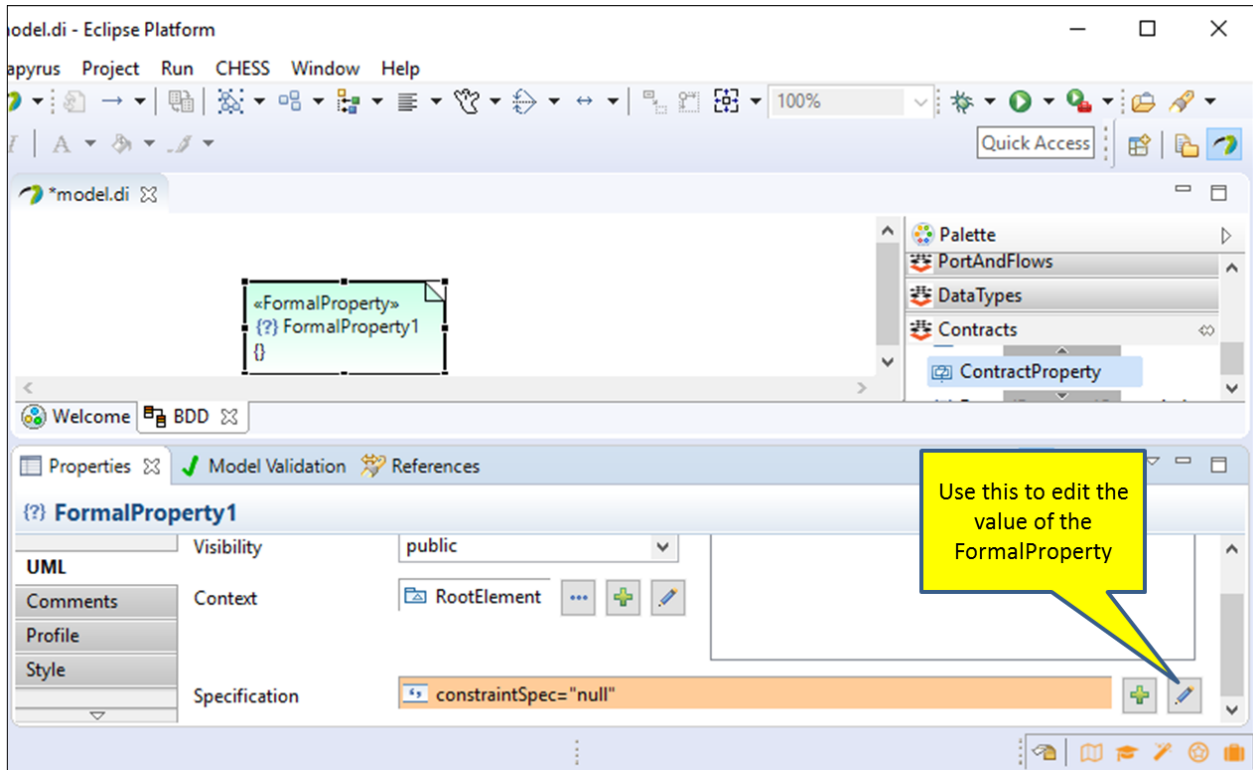 odel.di - Eclipse Platform
apyrus Project Run CHESS Window Help
100%
A
Quick Access
*model.di
Palette
PortAndFlows
DataTypes
Contracts
ContractProperty
«FormalProperty»
{?} FormalProperty1
{}
Welcome BDD
Properties Model Validation References
{?} FormalProperty1
UML
Comments
Profile
Style
Visibility public
Context RootElement
Specification constraintSpec="null"
Use this to edit the
value of the
FormalProperty